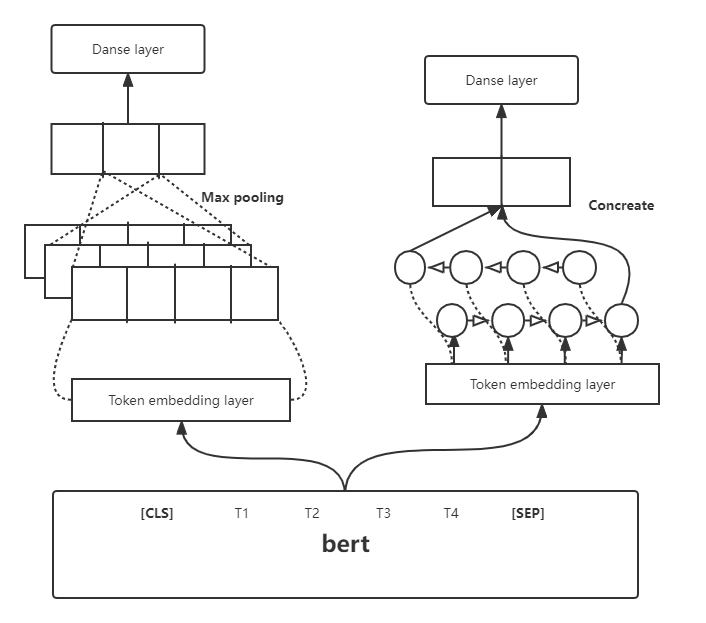 Danse layer
Danse layer
Max pooling
Concreate
Token embedding layer
Token embedding layer
[CLS] T1 T2 T3 T4 [SEP]
bert